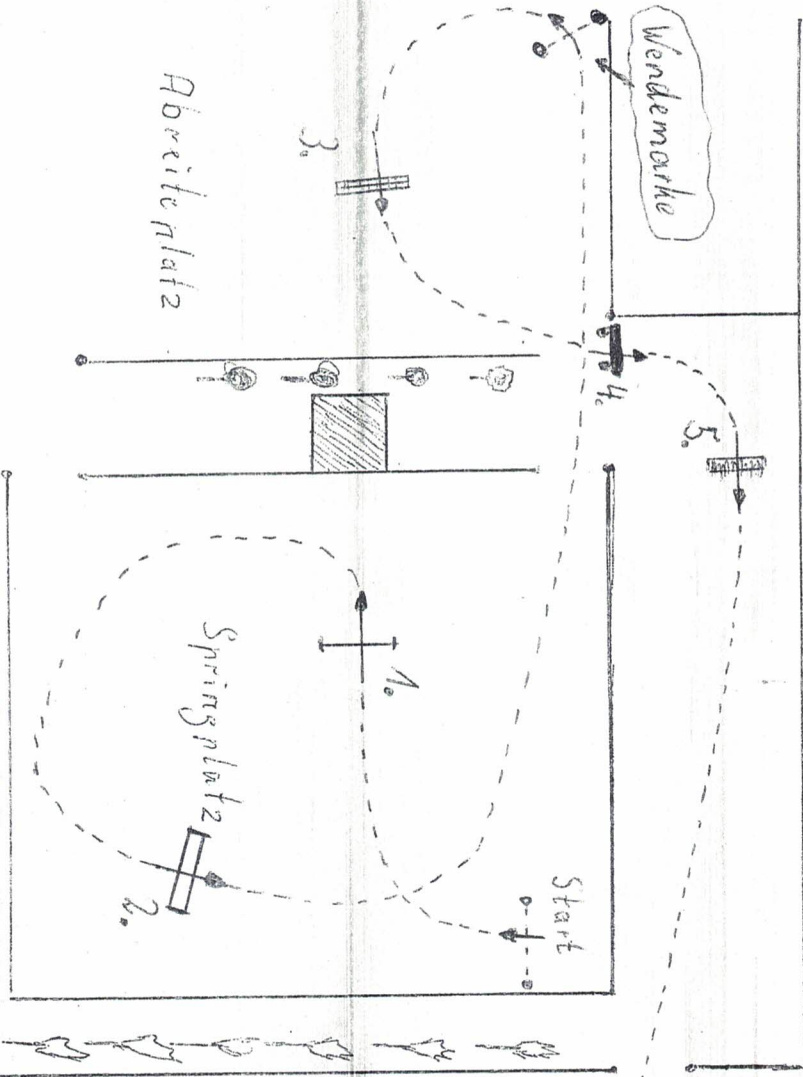 Wendemarke
3.
Abreiteplatz
4.
5.
1.
Springplatz
2.
Start